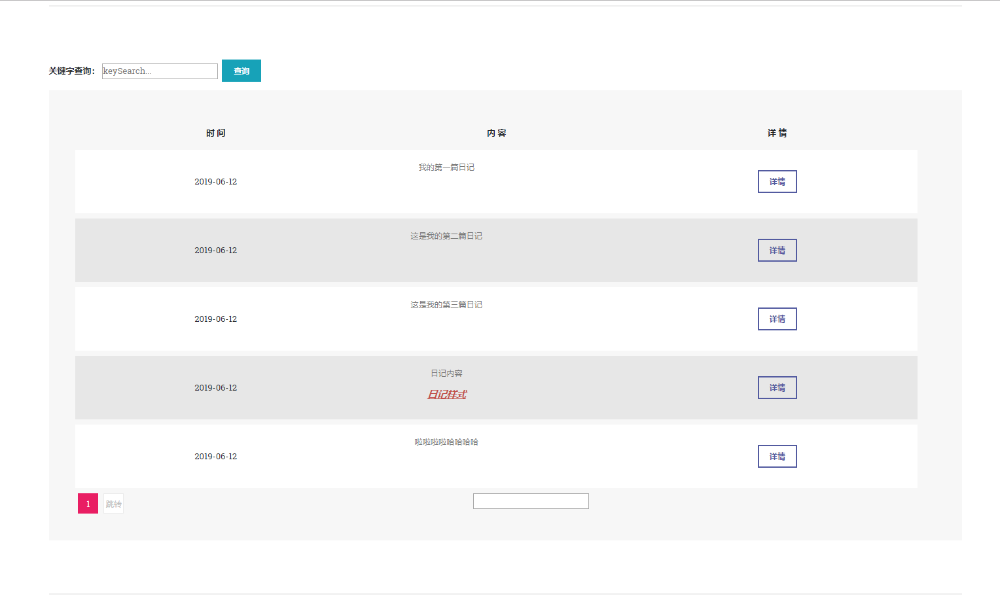 关键字查询： keySearch... 查询
时 间 内 容 详 情
我的第一篇日记
2019-06-12 详情
这是我的第二篇日记
2019-06-12 详情
这是我的第三篇日记
2019-06-12 详情
日记内容
2019-06-12 详情
日记样式
啦啦啦啦哈哈哈哈
2019-06-12 详情
1 跳转